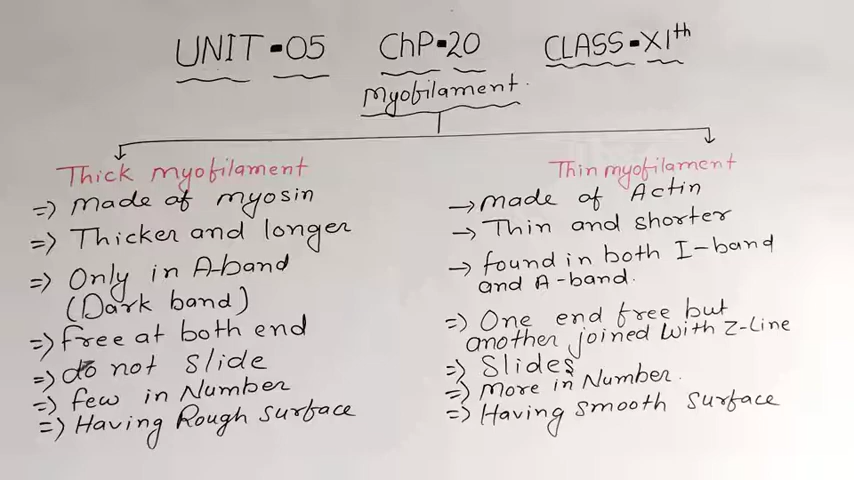 UNIT-05 ChP-20 CLASS-XIth
Myofilament
Thick myofilament
=> Made of myosin
=> Thicker and longer
=> Only in A-band
(Dark band)
=> free at both end
=> do not Slide
=> few in Number
=> Having Rough surface
Thin myofilament
→ made of Actin
→ Thin and shorter
→ found in both I-band
and A-band.
=> One end free but
another joined with Z-Line
=> Slides
=> More in Number.
=> Having smooth surface